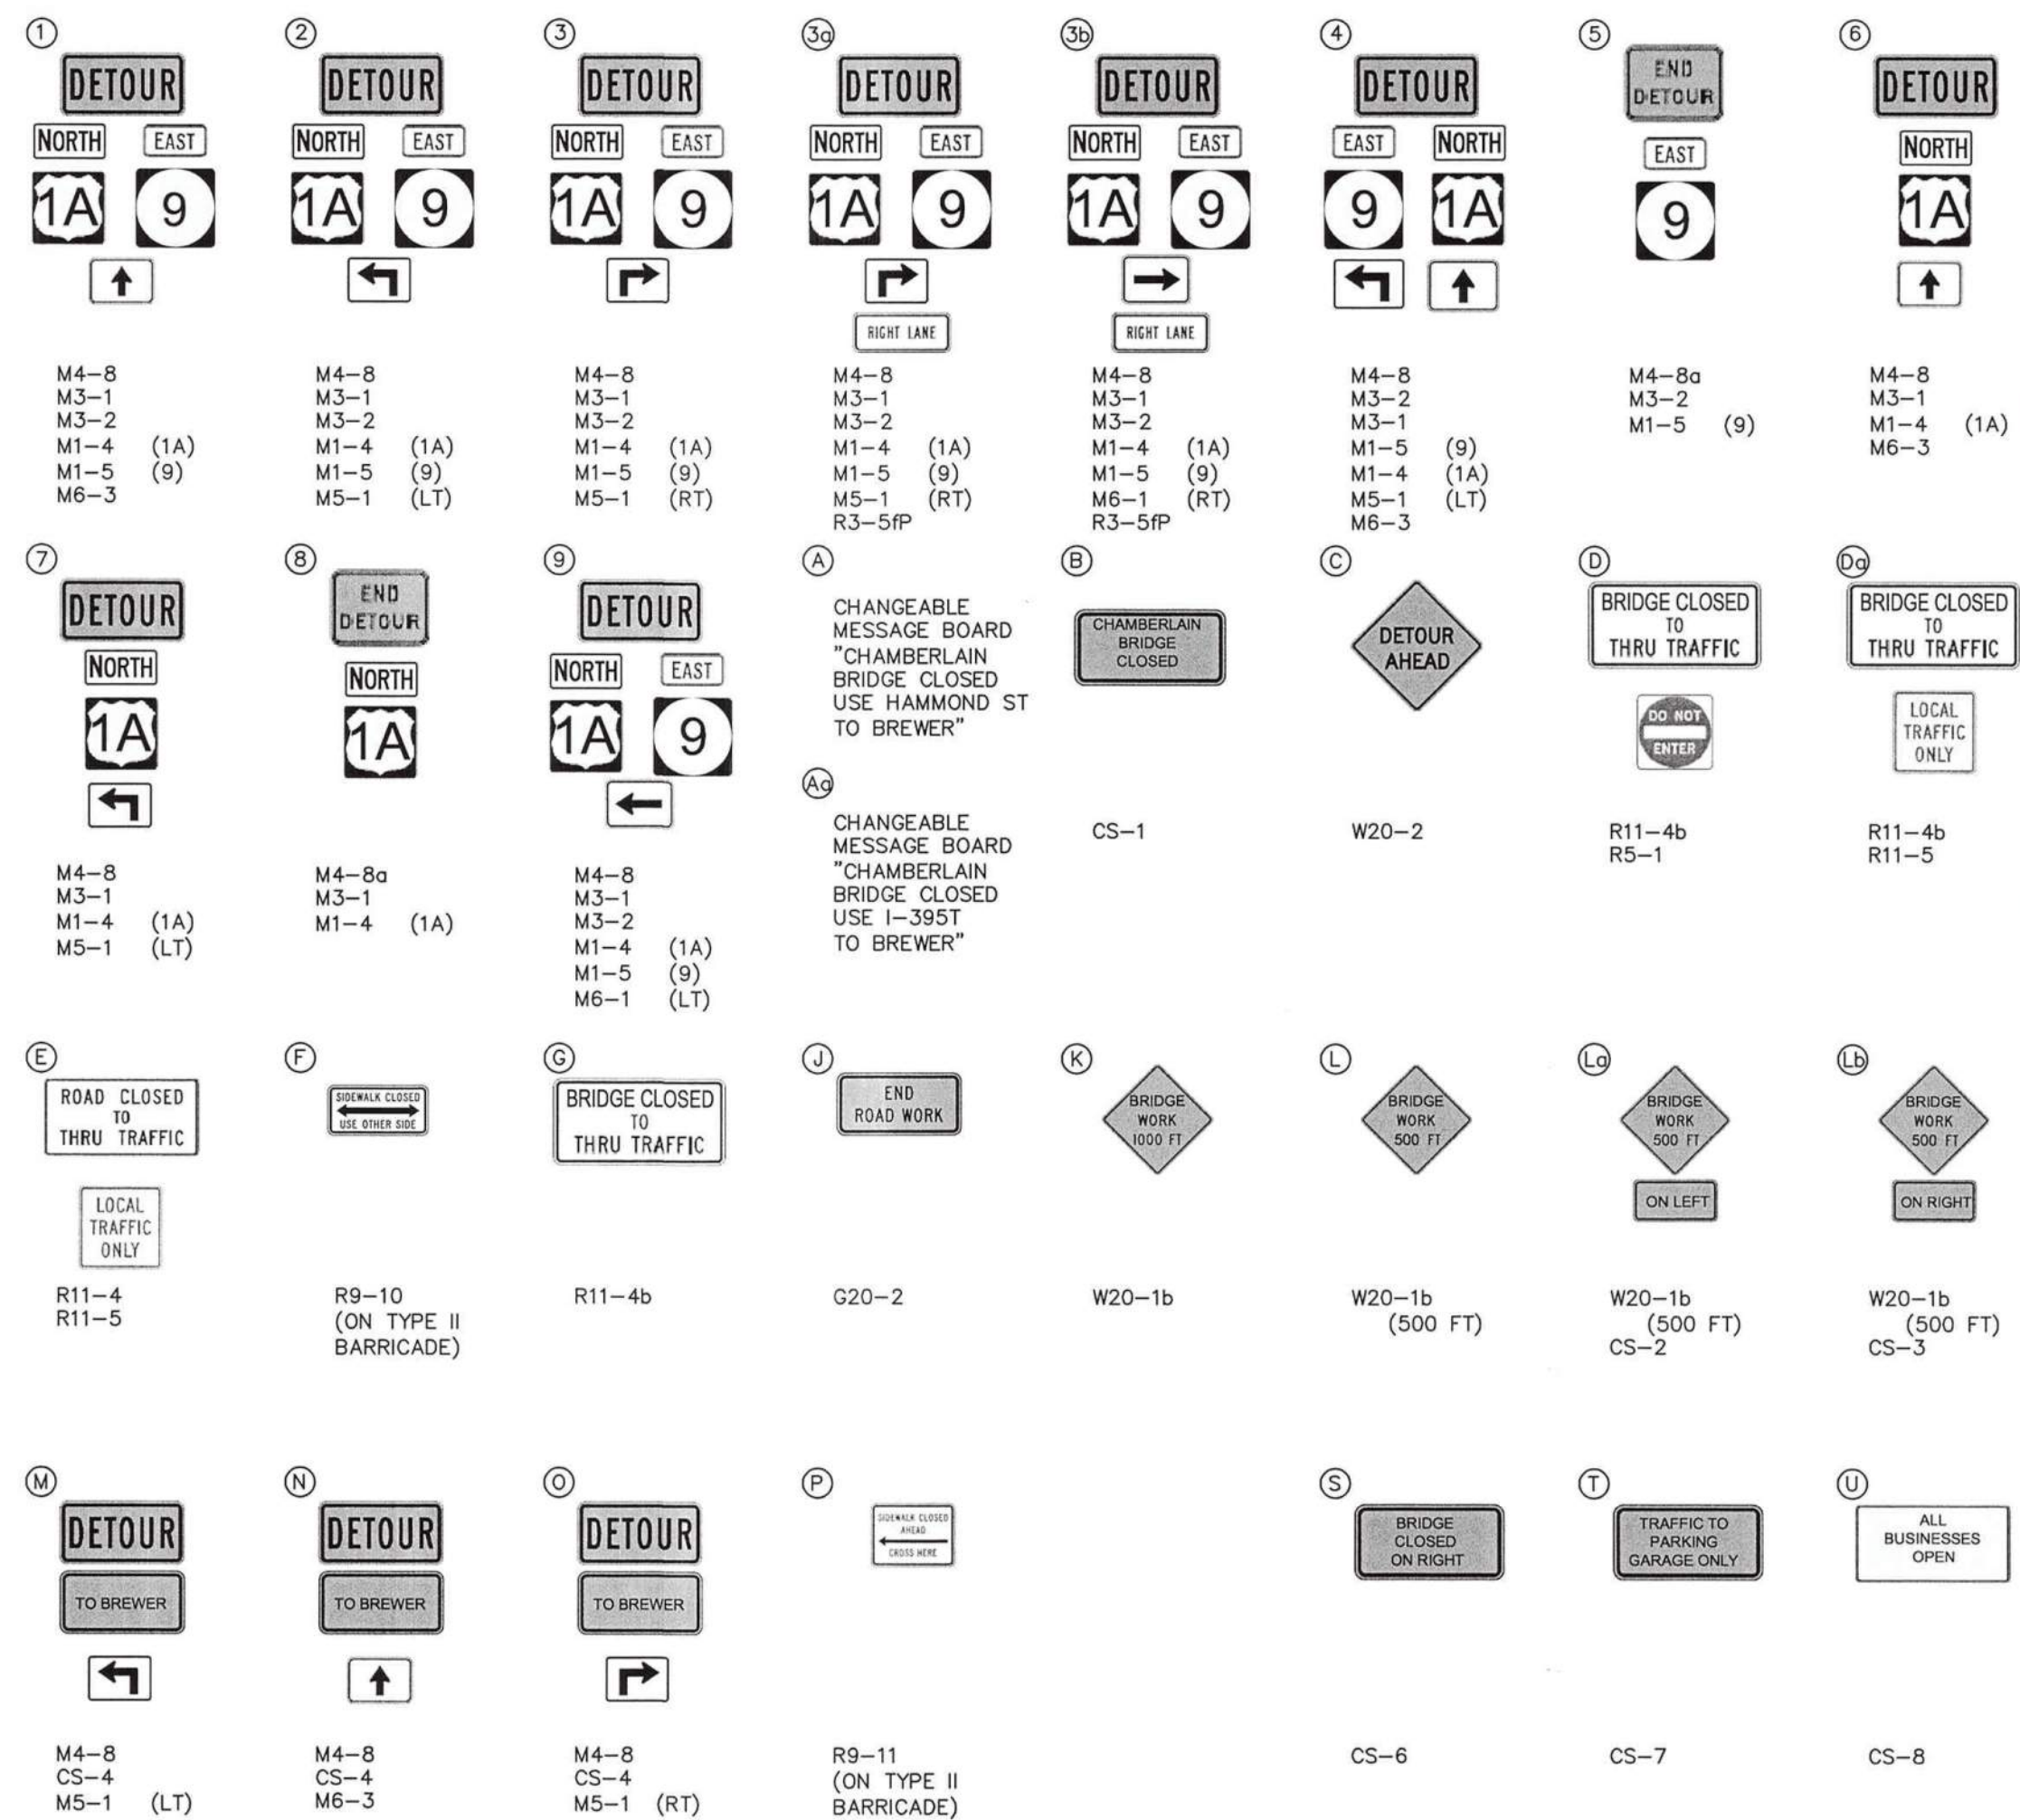 1
DETOUR
NORTH EAST
1A 9
M4-8
M3-1
M3-2
M1-4 (1A)
M1-5 (9)
M6-3
2
DETOUR
NORTH EAST
1A 9
M4-8
M3-1
M3-2
M1-4 (1A)
M1-5 (9)
M5-1 (LT)
3
DETOUR
NORTH EAST
1A 9
M4-8
M3-1
M3-2
M1-4 (1A)
M1-5 (9)
M5-1 (RT)
3a
DETOUR
NORTH EAST
1A 9
RIGHT LANE
M4-8
M3-1
M3-2
M1-4 (1A)
M1-5 (9)
M5-1 (RT)
R3-5fP
3b
DETOUR
NORTH EAST
1A 9
RIGHT LANE
M4-8
M3-1
M3-2
M1-4 (1A)
M1-5 (9)
M6-1 (RT)
R3-5fP
4
DETOUR
EAST NORTH
9 1A
M4-8
M3-2
M3-1
M1-5 (9)
M1-4 (1A)
M5-1 (LT)
M6-3
5
END
DETOUR
EAST
9
M4-8a
M3-2
M1-5 (9)
6
DETOUR
NORTH
1A
M4-8
M3-1
M1-4 (1A)
M6-3
7
DETOUR
NORTH
1A
M4-8
M3-1
M1-4 (1A)
M5-1 (LT)
8
END
DETOUR
NORTH
1A
M4-8a
M3-1
M1-4 (1A)
9
DETOUR
NORTH EAST
1A 9
M4-8
M3-1
M3-2
M1-4 (1A)
M1-5 (9)
M6-1 (LT)
A
CHANGEABLE
MESSAGE BOARD
"CHAMBERLAIN
BRIDGE CLOSED
USE HAMMOND ST
TO BREWER"
Aa
CHANGEABLE
MESSAGE BOARD
"CHAMBERLAIN
BRIDGE CLOSED
USE I-395T
TO BREWER"
B
CHAMBERLAIN
BRIDGE
CLOSED
CS-1
C
DETOUR
AHEAD
W20-2
D
BRIDGE CLOSED
TO
THRU TRAFFIC
DO NOT
ENTER
R11-4b
R5-1
Da
BRIDGE CLOSED
TO
THRU TRAFFIC
LOCAL
TRAFFIC
ONLY
R11-4b
R11-5
E
ROAD CLOSED
TO
THRU TRAFFIC
LOCAL
TRAFFIC
ONLY
R11-4
R11-5
F
SIDEWALK CLOSED
USE OTHER SIDE
R9-10
(ON TYPE II
BARRICADE)
G
BRIDGE CLOSED
TO
THRU TRAFFIC
R11-4b
J
END
ROAD WORK
G20-2
K
BRIDGE
WORK
1000 FT
W20-1b
L
BRIDGE
WORK
500 FT
W20-1b
(500 FT)
La
BRIDGE
WORK
500 FT
ON LEFT
W20-1b
(500 FT)
CS-2
Lb
BRIDGE
WORK
500 FT
ON RIGHT
W20-1b
(500 FT)
CS-3
M
DETOUR
TO BREWER
M4-8
CS-4
M5-1 (LT)
N
DETOUR
TO BREWER
M4-8
CS-4
M6-3
O
DETOUR
TO BREWER
M4-8
CS-4
M5-1 (RT)
P
SIDEWALK CLOSED
AHEAD
CROSS HERE
R9-11
(ON TYPE II
BARRICADE)
S
BRIDGE
CLOSED
ON RIGHT
CS-6
T
TRAFFIC TO
PARKING
GARAGE ONLY
CS-7
U
ALL
BUSINESSES
OPEN
CS-8